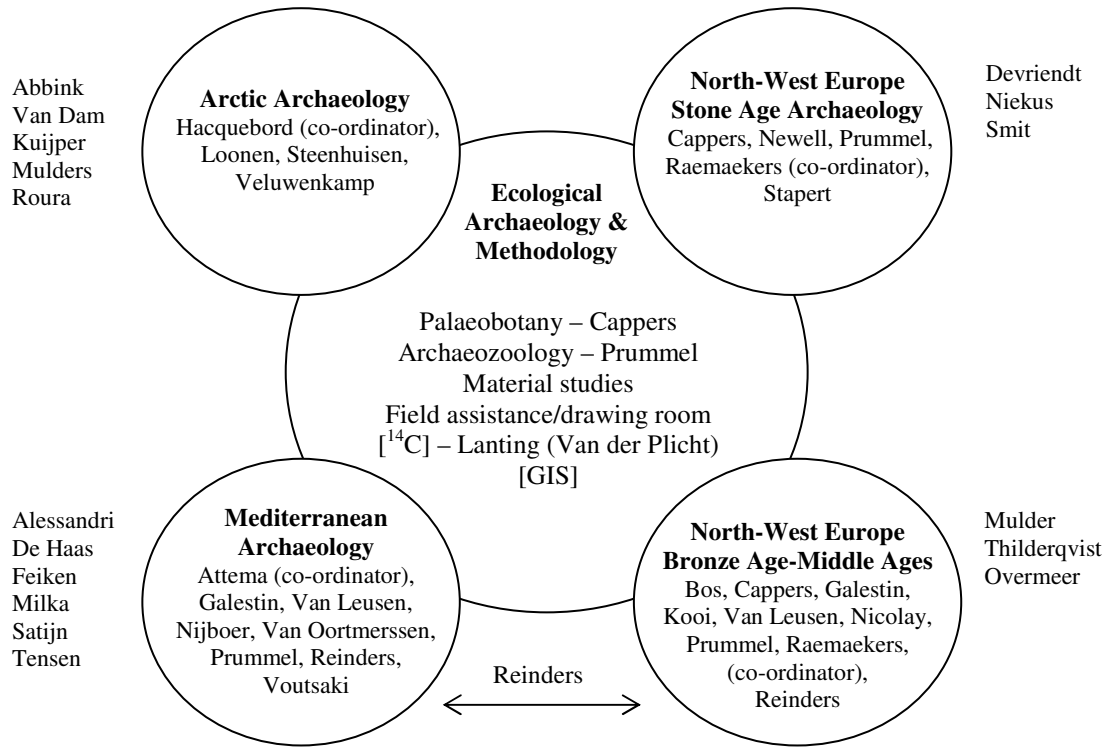 Abbink
Van Dam
Kuijper
Mulders
Roura
Arctic Archaeology
Hacquebord (co-ordinator),
Loonen, Steenhuisen,
Veluwenkamp
North-West Europe
Stone Age Archaeology
Cappers, Newell, Prummel,
Raemaekers (co-ordinator),
Stapert
Devriendt
Niekus
Smit
Ecological
Archaeology &
Methodology
Palaeobotany – Cappers
Archaeozoology – Prummel
Material studies
Field assistance/drawing room
[¹⁴C] – Lanting (Van der Plicht)
[GIS]
Alessandri
De Haas
Feiken
Milka
Satijn
Tensen
Mediterranean
Archaeology
Attema (co-ordinator),
Galestin, Van Leusen,
Nijboer, Van Oortmerssen,
Prummel, Reinders,
Voutsaki
Reinders
North-West Europe
Bronze Age-Middle Ages
Bos, Cappers, Galestin,
Kooi, Van Leusen, Nicolay,
Prummel, Raemaekers,
(co-ordinator),
Reinders
Mulder
Thilderqvist
Overmeer